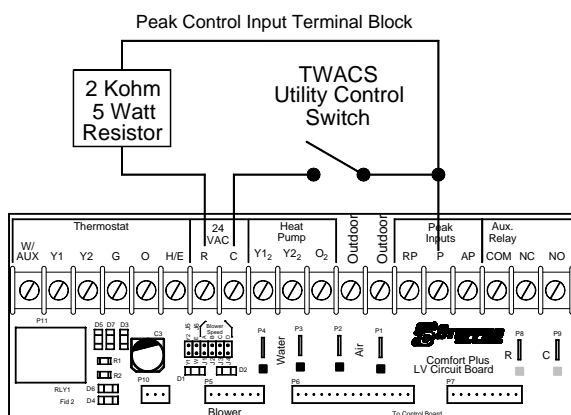 Peak Control Input Terminal Block
2 Kohm
5 Watt
Resistor
TWACS
Utility Control
Switch
Thermostat
24
VAC
Heat
Pump
Outdoor
Outdoor
Peak
Inputs
Aux.
Relay
W/
AUX
Y1
Y2
G
O
H/E
R
C
Y1₂
Y2₂
O₂
RP
P
AP
COM
NC
NO
P11
RLY1
Fid 2
D5
D7
D3
R1
R2
D6
D4
C3
P10
Blower
Speed
D1
D2
P5
Blower
P4
Water
P3
P2
Air
P1
P6
To Control Board
Comfort Plus
LV Circuit Board
P7
R
P8
C
P9